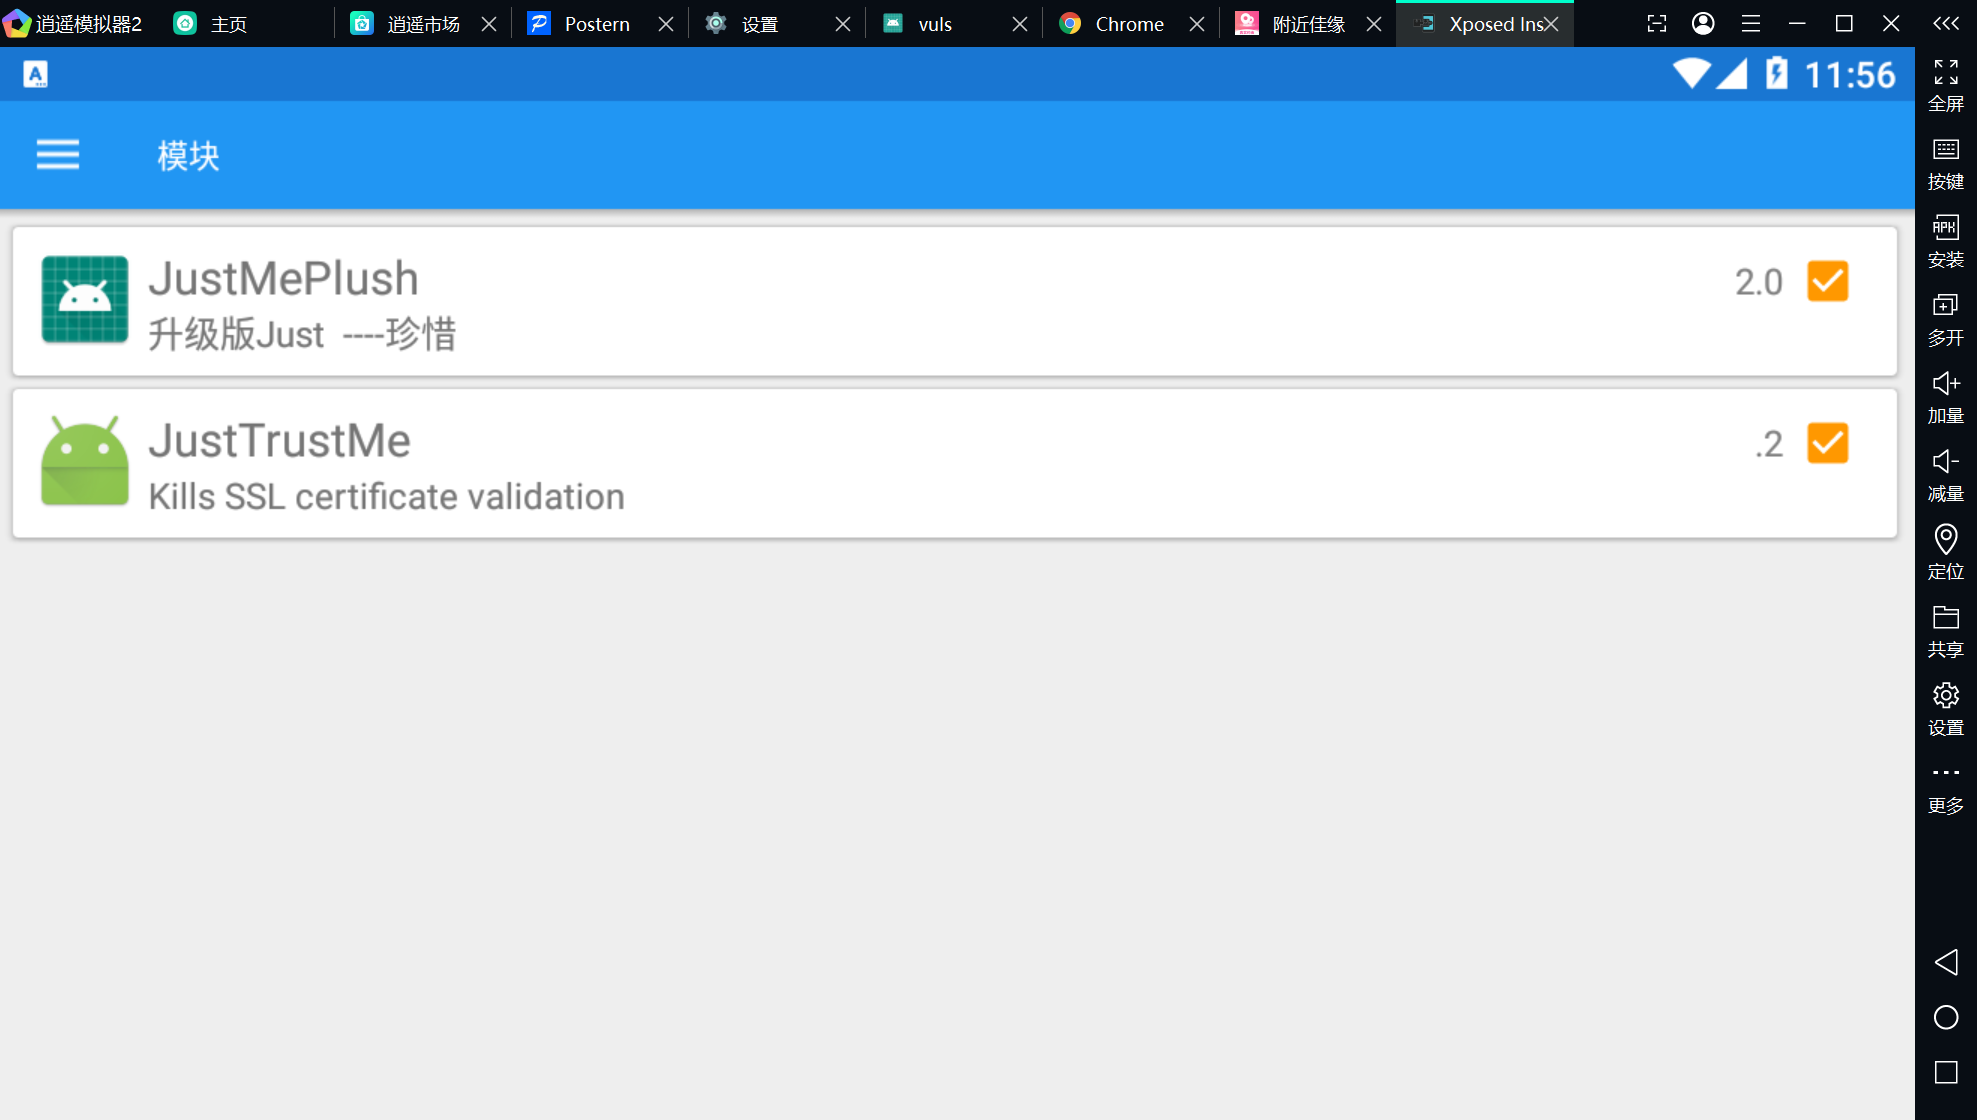 逍遥模拟器2
主页
逍遥市场
Postern
设置
vuls
Chrome
附近佳缘
Xposed Ins
11:56
模块
JustMePlush
2.0
升级版Just ----珍惜
JustTrustMe
.2
Kills SSL certificate validation
全屏
按键
APK
安装
多开
加量
减量
定位
共享
设置
更多